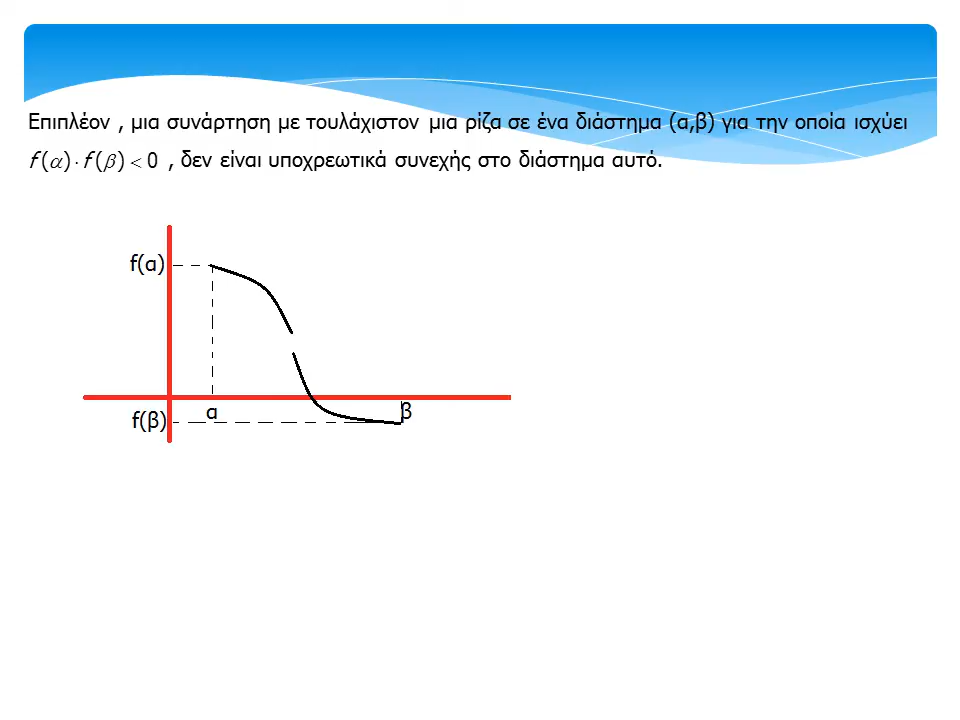 Επιπλέον , μια συνάρτηση με τουλάχιστον μια ρίζα σε ένα διάστημα (α,β) για την οποία ισχύει
f(α)·f(β)<0 , δεν είναι υποχρεωτικά συνεχής στο διάστημα αυτό.
f(α)
α
β
f(β)